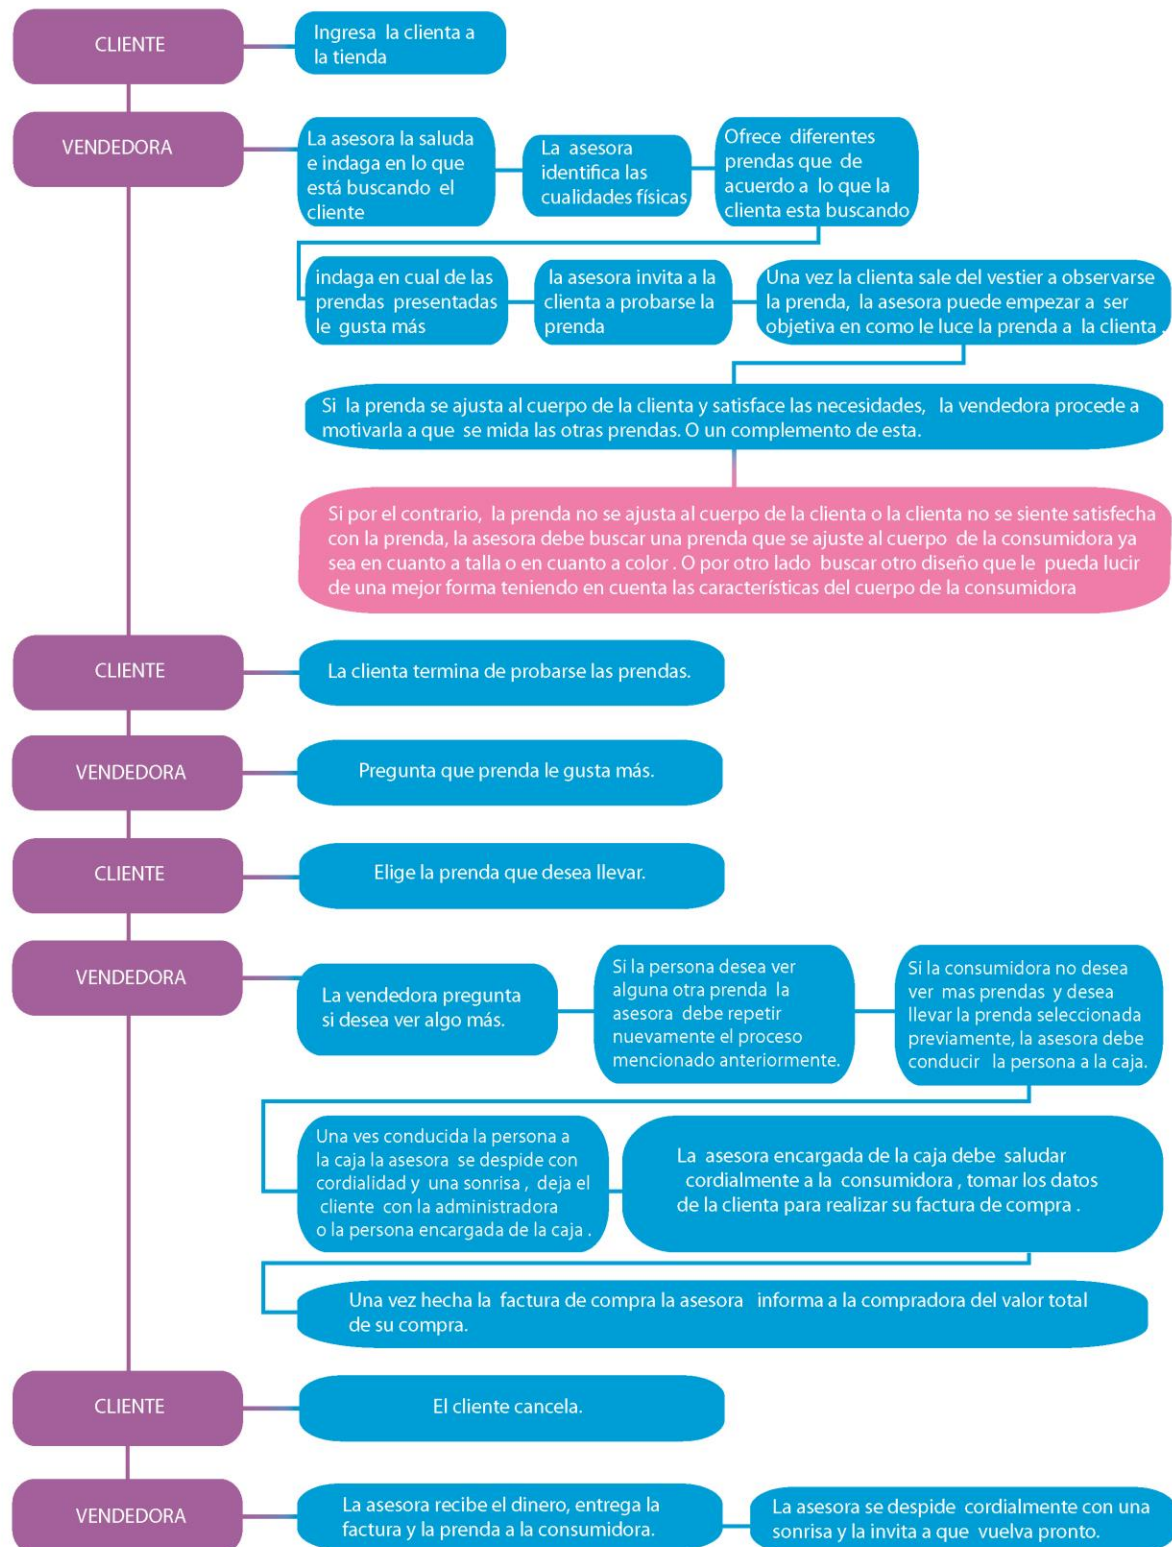 CLIENTE
Ingresa la clienta a
la tienda
VENDEDORA
La asesora la saluda
e indaga en lo que
está buscando el
cliente
La asesora
identifica las
cualidades físicas
Ofrece diferentes
prendas que de
acuerdo a lo que la
clienta esta buscando
indaga en cual de las
prendas presentadas
le gusta más
la asesora invita a la
clienta a probarse la
prenda
Una vez la clienta sale del vestier a observarse
la prenda, la asesora puede empezar a ser
objetiva en como le luce la prenda a la clienta .
Si la prenda se ajusta al cuerpo de la clienta y satisface las necesidades, la vendedora procede a
motivarla a que se mida las otras prendas. O un complemento de esta.
Si por el contrario, la prenda no se ajusta al cuerpo de la clienta o la clienta no se siente satisfecha
con la prenda, la asesora debe buscar una prenda que se ajuste al cuerpo de la consumidora ya
sea en cuanto a talla o en cuanto a color . O por otro lado buscar otro diseño que le pueda lucir
de una mejor forma teniendo en cuenta las características del cuerpo de la consumidora
CLIENTE
La clienta termina de probarse las prendas.
VENDEDORA
Pregunta que prenda le gusta más.
CLIENTE
Elige la prenda que desea llevar.
VENDEDORA
La vendedora pregunta
si desea ver algo más.
Si la persona desea ver
alguna otra prenda la
asesora debe repetir
nuevamente el proceso
mencionado anteriormente.
Si la consumidora no desea
ver mas prendas y desea
llevar la prenda seleccionada
previamente, la asesora debe
conducir la persona a la caja.
Una ves conducida la persona a
la caja la asesora se despide con
cordialidad y una sonrisa , deja el
cliente con la administradora
o la persona encargada de la caja .
La asesora encargada de la caja debe saludar
cordialmente a la consumidora , tomar los datos
de la clienta para realizar su factura de compra .
Una vez hecha la factura de compra la asesora informa a la compradora del valor total
de su compra.
CLIENTE
El cliente cancela.
VENDEDORA
La asesora recibe el dinero, entrega la
factura y la prenda a la consumidora.
La asesora se despide cordialmente con una
sonrisa y la invita a que vuelva pronto.